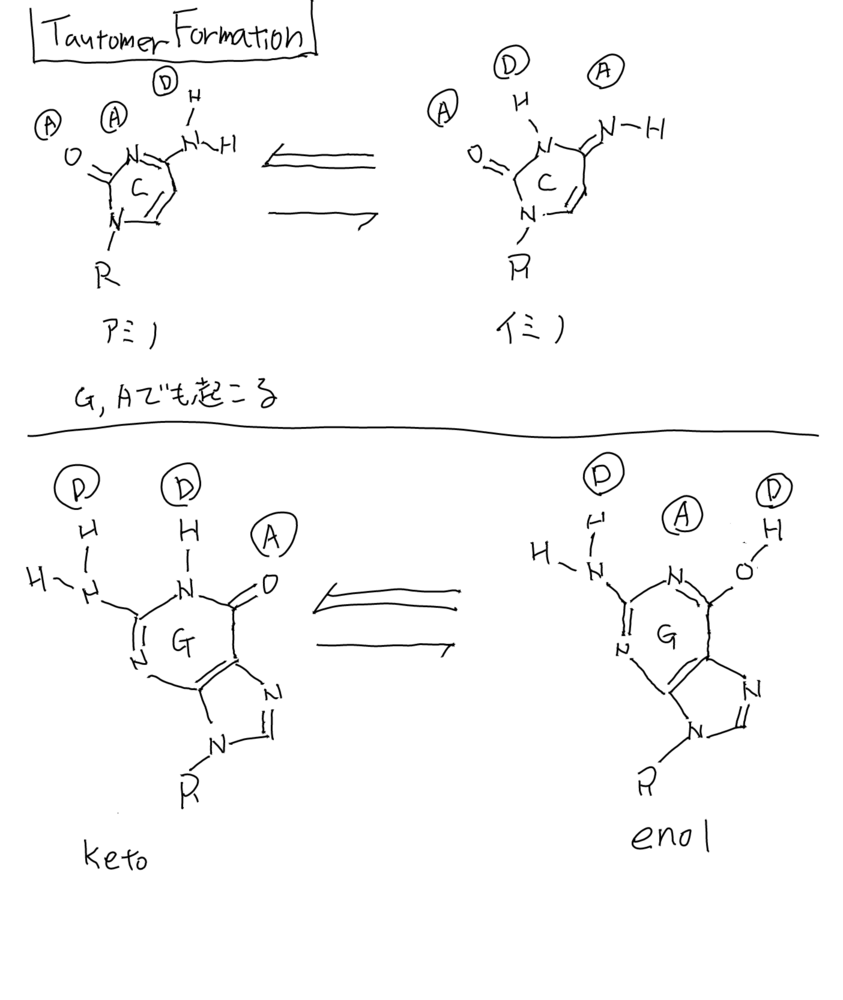 Tautomer Formation
D
H
A A
O N N-H
C
N
R
アミノ
D A
A H
O N N-H
C
N
R
イミノ
G, Aでも起こる
D D
H H A
H-N N O
G
N N
N
R
keto
D D
H A H
H-N N O
G
N N
N
R
enol